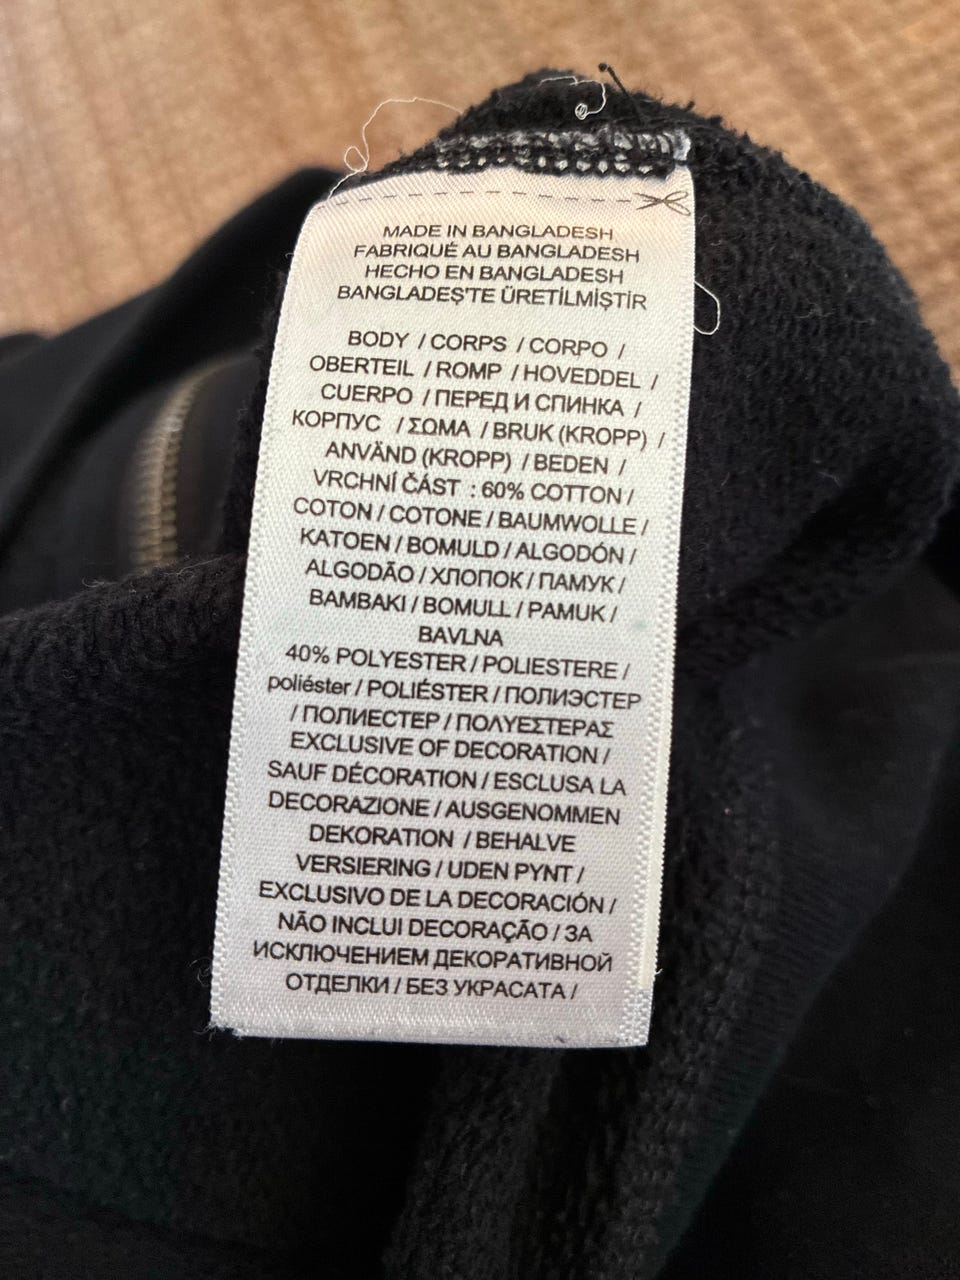 MADE IN BANGLADESH
FABRIQUÉ AU BANGLADESH
HECHO EN BANGLADESH
BANGLADEŞ'TE ÜRETİLMİŞTİR
BODY / CORPS / CORPO /
OBERTEIL / ROMP / HOVEDDEL /
CUERPO / ПЕРЕД И СПИНКА /
КОРПУС / ΣΩΜΑ / BRUK (KROPP) /
ANVÄND (KROPP) / BEDEN /
VRCHNÍ ČÁST : 60% COTTON /
COTON / COTONE / BAUMWOLLE /
KATOEN / BOMULD / ALGODÓN /
ALGODÃO / ХЛОПОК / ПАМУК /
BAMBAKI / BOMULL / PAMUK /
BAVLNA
40% POLYESTER / POLIESTERE /
poliéster / POLIÉSTER / ПОЛИЭСТЕР
/ ПОЛИЕСТЕР / ΠΟΛΥΕΣΤΕΡΑΣ
EXCLUSIVE OF DECORATION /
SAUF DÉCORATION / ESCLUSA LA
DECORAZIONE / AUSGENOMMEN
DEKORATION / BEHALVE
VERSIERING / UDEN PYNT /
EXCLUSIVO DE LA DECORACIÓN /
NÃO INCLUI DECORAÇÃO / ЗА
ИСКЛЮЧЕНИЕМ ДЕКОРАТИВНОЙ
ОТДЕЛКИ / БЕЗ УКРАСАТА /